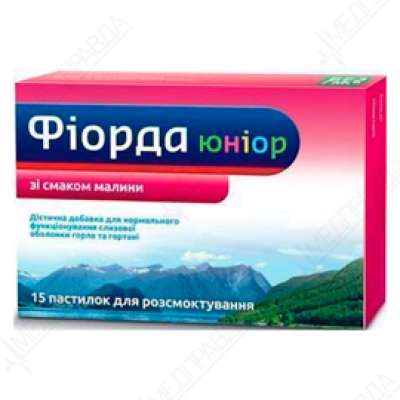 Фіорда юніор
зі смаком малини
Дієтична добавка для нормального
функціонування слизової
оболонки горла та гортані
15 пастилок для розсмоктування